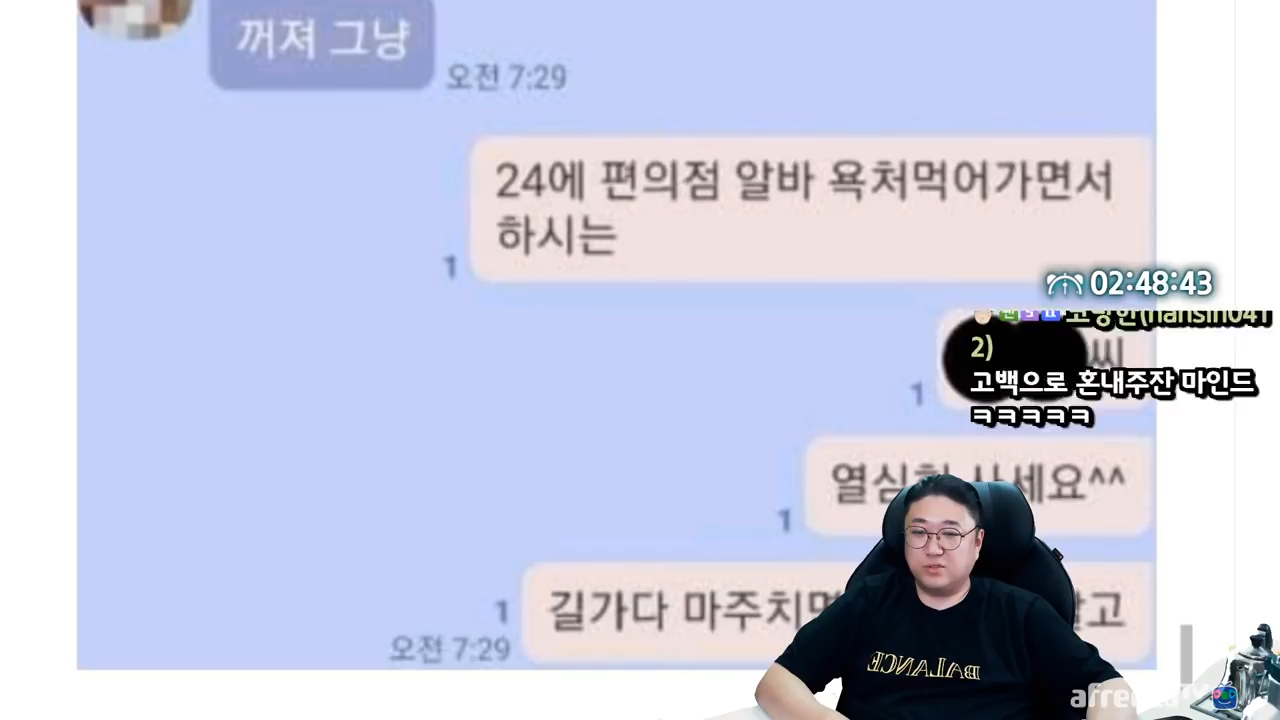 꺼져 그냥
오전 7:29
24에 편의점 알바 욕처먹어가면서
하시는
1
02:48:43
2)
씨
1
고백으로 혼내주잔 마인드
ㅋㅋㅋㅋㅋ
열심히 사세요^^
1
길가다 마주치면
1
오전 7:29
BALANCE